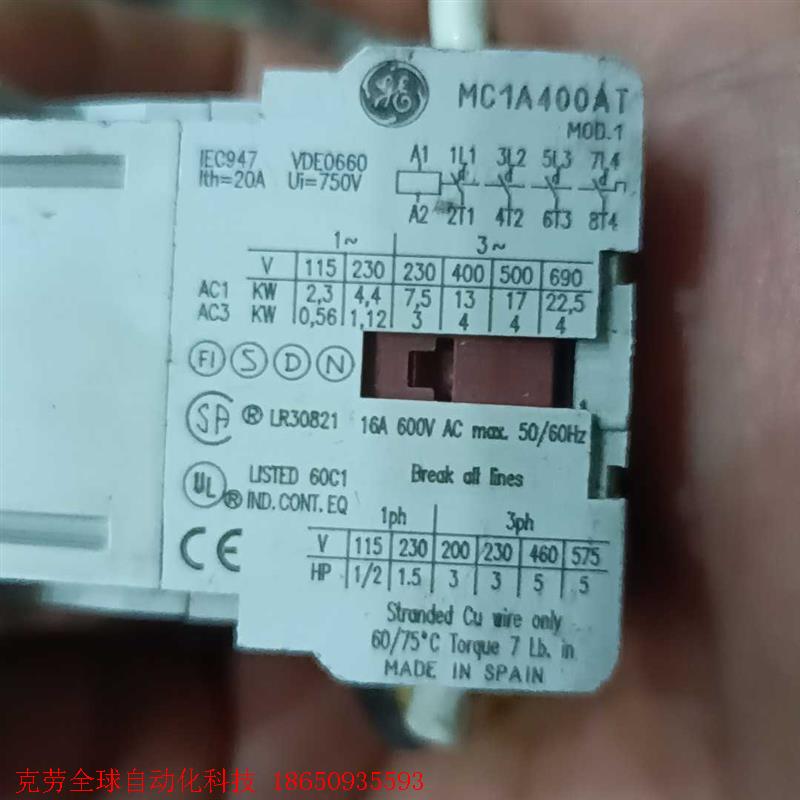 GE MC1A400AT
MOD.1
IEC947 VDE0660 A1 1L1 3L2 5L3 7L4
Ith=20A Ui=750V
A2 2T1 4T2 6T3 8T4
1~ 3~
V 115 230 230 400 500 690
AC1 KW 2,3 4,4 7,5 13 17 22,5
AC3 KW 0,56 1,12 3 4 4 4
FI S D N
SA ® LR30821 16A 600V AC max. 50/60Hz
UL ® LISTED 60C1 Break all lines
IND. CONT. EQ
1ph 3ph
CE V 115 230 200 230 460 575
HP 1/2 1.5 3 3 5 5
Stranded Cu wire only
60/75°C Torque 7 Lb. in
MADE IN SPAIN
克劳全球自动化科技 18650935593